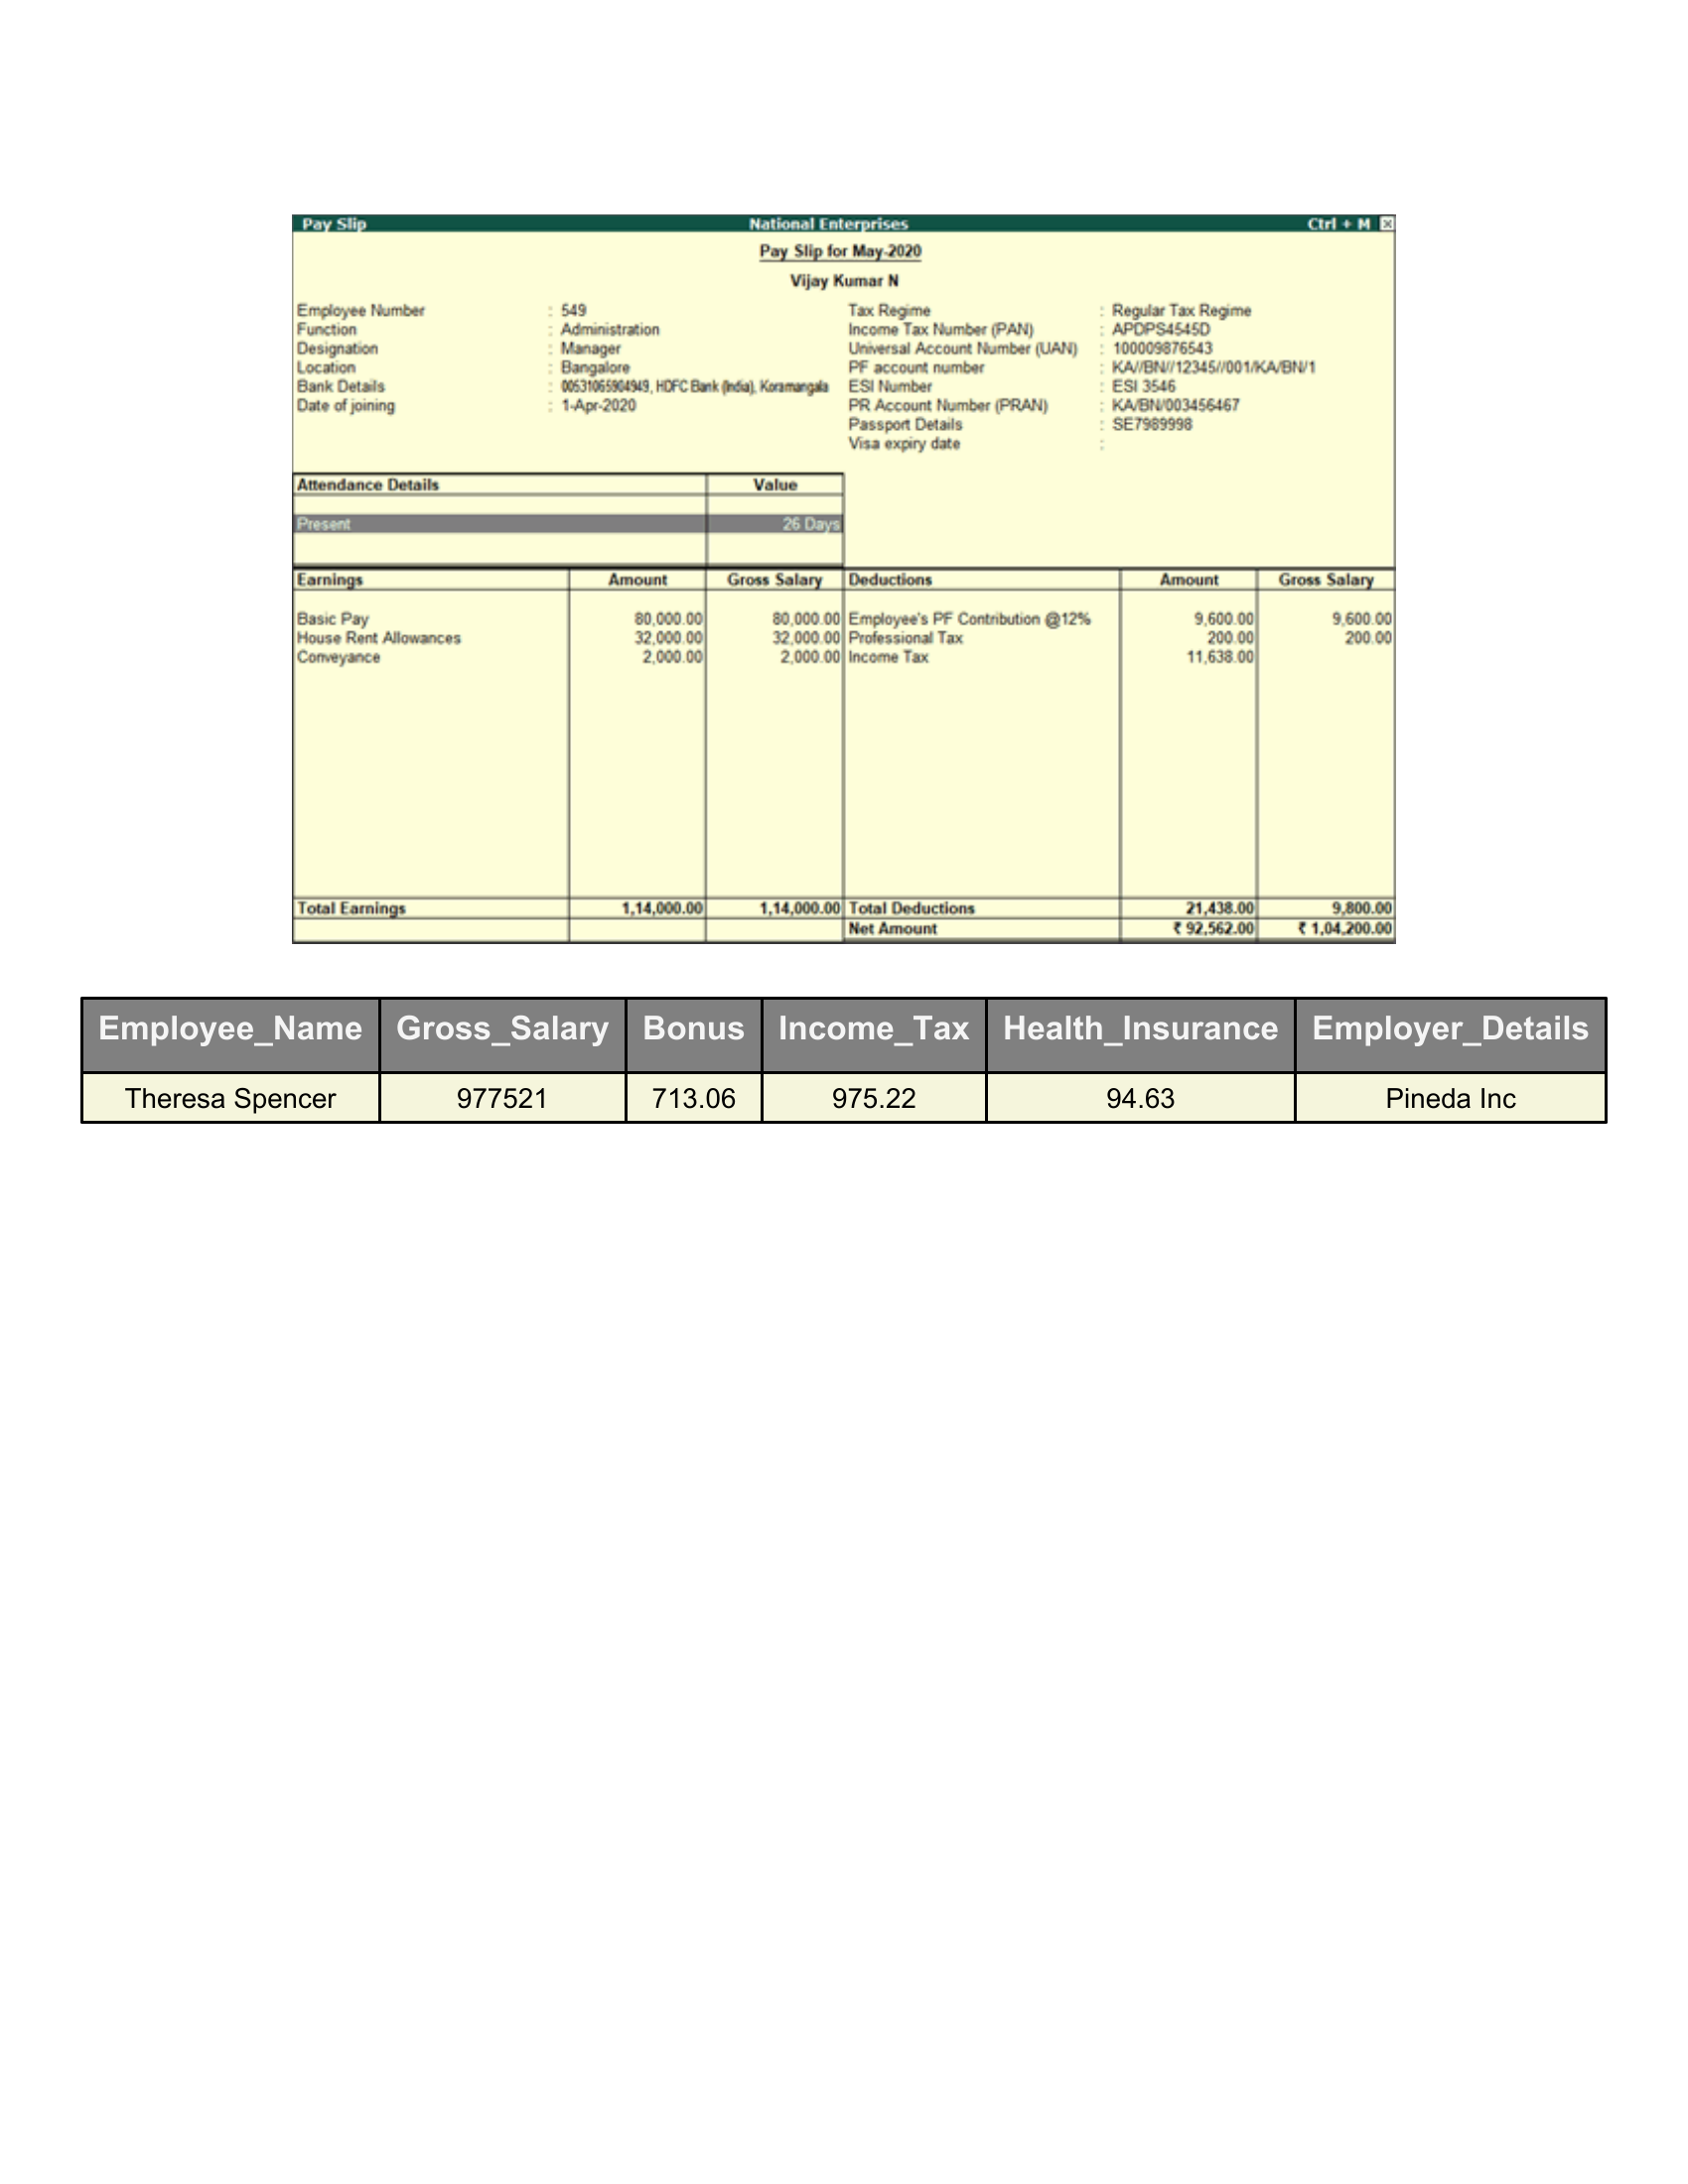 Pay Slip National Enterprises Ctrl + M
Pay Slip for May-2020
Vijay Kumar N
Employee Number : 549 Tax Regime : Regular Tax Regime
Function : Administration Income Tax Number (PAN) : APDPS4545D
Designation : Manager Universal Account Number (UAN) : 100009876543
Location : Bangalore PF account number : KA//BN//12345//001/KA/BN/1
Bank Details : 00531065904949, HDFC Bank (India), Koramangala ESI Number : ESI 3546
Date of joining : 1-Apr-2020 PR Account Number (PRAN) : KA/BN/003456467
Passport Details : SE7989998
Visa expiry date :
Attendance Details Value
Present 26 Days
Earnings Amount Gross Salary Deductions Amount Gross Salary
Basic Pay 80,000.00 80,000.00 Employee's PF Contribution @12% 9,600.00 9,600.00
House Rent Allowances 32,000.00 32,000.00 Professional Tax 200.00 200.00
Conveyance 2,000.00 2,000.00 Income Tax 11,638.00
Total Earnings 1,14,000.00 1,14,000.00 Total Deductions 21,438.00 9,800.00
Net Amount ₹ 92,562.00 ₹ 1,04,200.00
Employee_Name Gross_Salary Bonus Income_Tax Health_Insurance Employer_Details
Theresa Spencer 977521 713.06 975.22 94.63 Pineda Inc